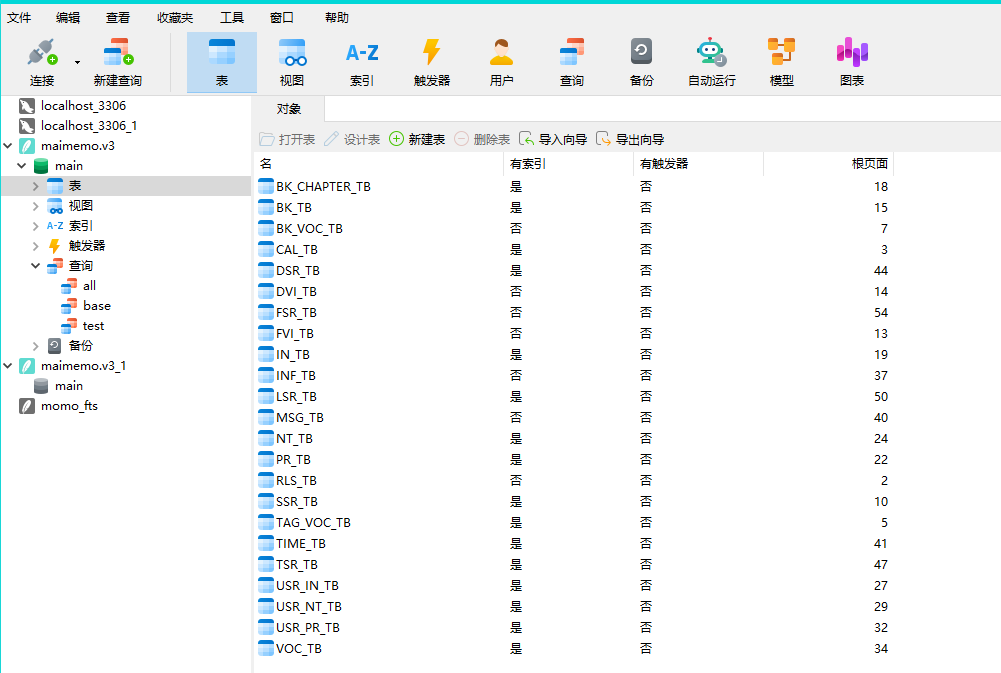 文件 编辑 查看 收藏夹 工具 窗口 帮助
连接 新建查询 表 视图 A-Z 索引 触发器 用户 查询 备份 自动运行 模型 图表
localhost_3306
localhost_3306_1
maimemo.v3
main
表
视图
A-Z 索引
触发器
查询
all
base
test
备份
maimemo.v3_1
main
momo_fts
对象
打开表 设计表 新建表 删除表 导入向导 导出向导
名 有索引 有触发器 根页面
BK_CHAPTER_TB 是 否 18
BK_TB 是 否 15
BK_VOC_TB 否 否 7
CAL_TB 是 否 3
DSR_TB 是 否 44
DVI_TB 否 否 14
FSR_TB 否 否 54
FVI_TB 否 否 13
IN_TB 是 否 19
INF_TB 否 否 37
LSR_TB 是 否 50
MSG_TB 否 否 40
NT_TB 是 否 24
PR_TB 是 否 22
RLS_TB 否 否 2
SSR_TB 是 否 10
TAG_VOC_TB 是 否 5
TIME_TB 是 否 41
TSR_TB 是 否 47
USR_IN_TB 是 否 27
USR_NT_TB 是 否 29
USR_PR_TB 是 否 32
VOC_TB 是 否 34